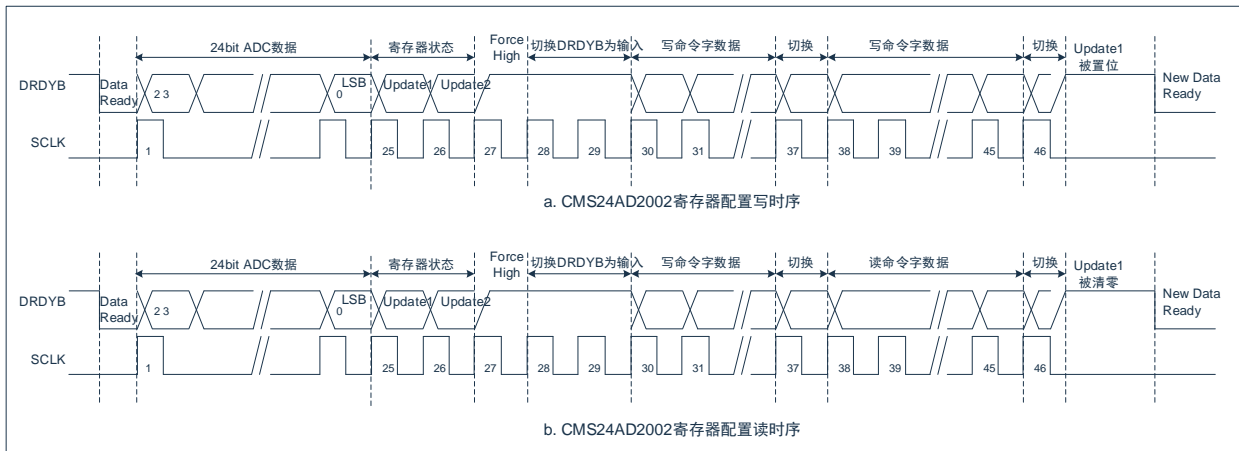 24bit ADC数据 寄存器状态 Force High 切换DRDYB为输入 写命令字数据 切换 写命令字数据 切换 Update1 被置位
DRDYB Data Ready 23 LSB 0 Update1 Update2 New Data Ready
SCLK 1 25 26 27 28 29 30 31 37 38 39 45 46
a. CMS24AD2002寄存器配置写时序
24bit ADC数据 寄存器状态 Force High 切换DRDYB为输入 写命令字数据 切换 读命令字数据 切换 Update1 被清零
DRDYB Data Ready 23 LSB 0 Update1 Update2 New Data Ready
SCLK 1 25 26 27 28 29 30 31 37 38 39 45 46
b. CMS24AD2002寄存器配置读时序